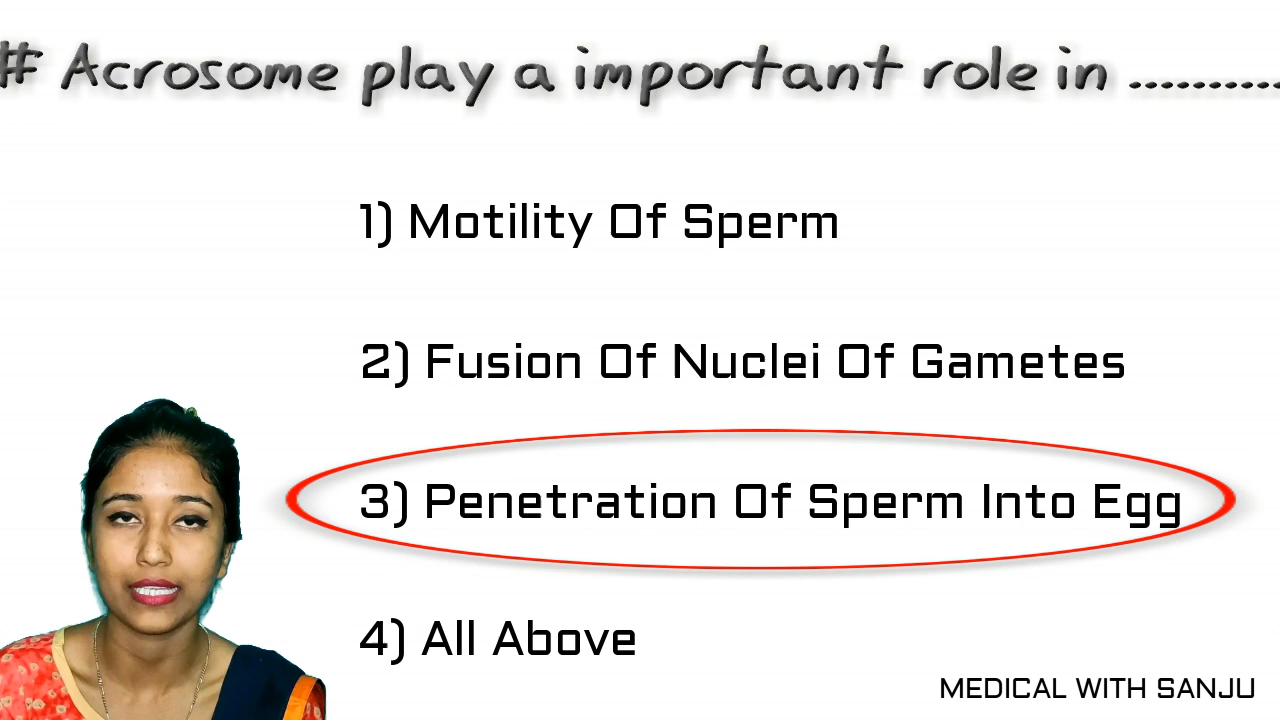 # Acrosome play a important role in ..........
1) Motility Of Sperm
2) Fusion Of Nuclei Of Gametes
3) Penetration Of Sperm Into Egg
4) All Above
MEDICAL WITH SANJU